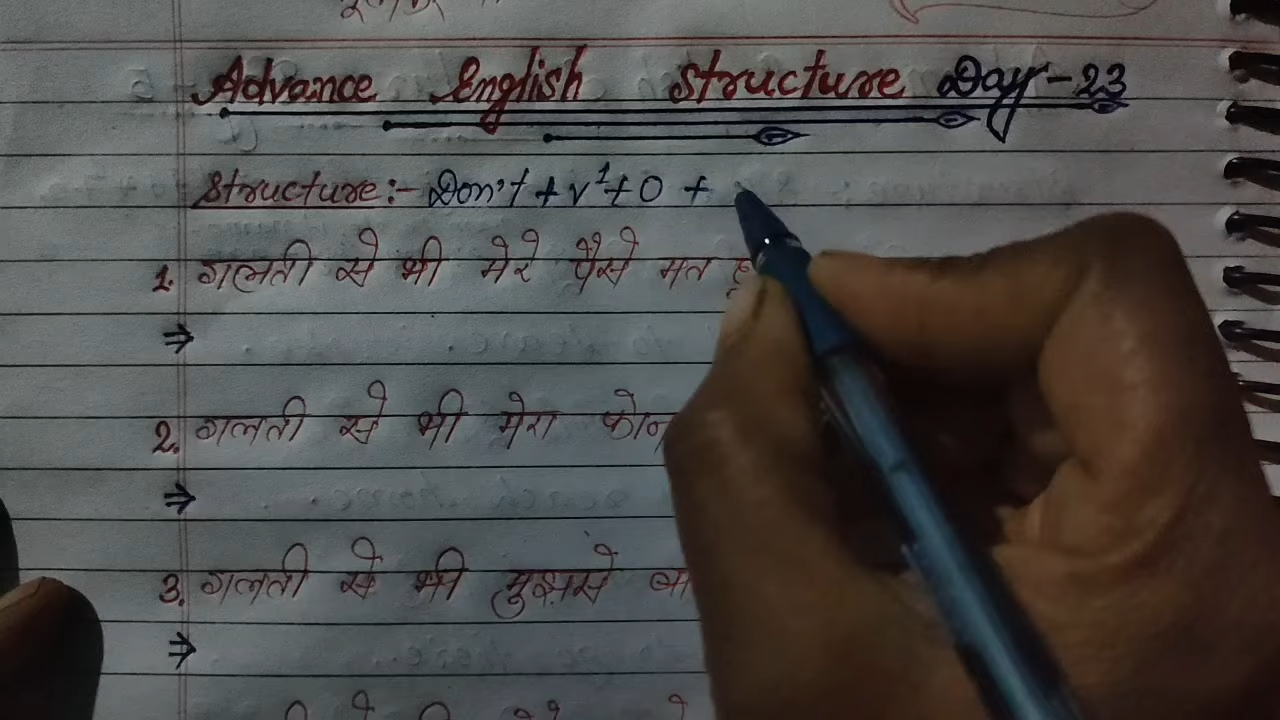 Advance English Structure Day-23
Structure:- Don't + v¹+O +
1. गलती से भी मेरे पैसे मत
⇒
2. गलती से भी मेरा फोन
⇒
3. गलती से भी मुझसे
⇒